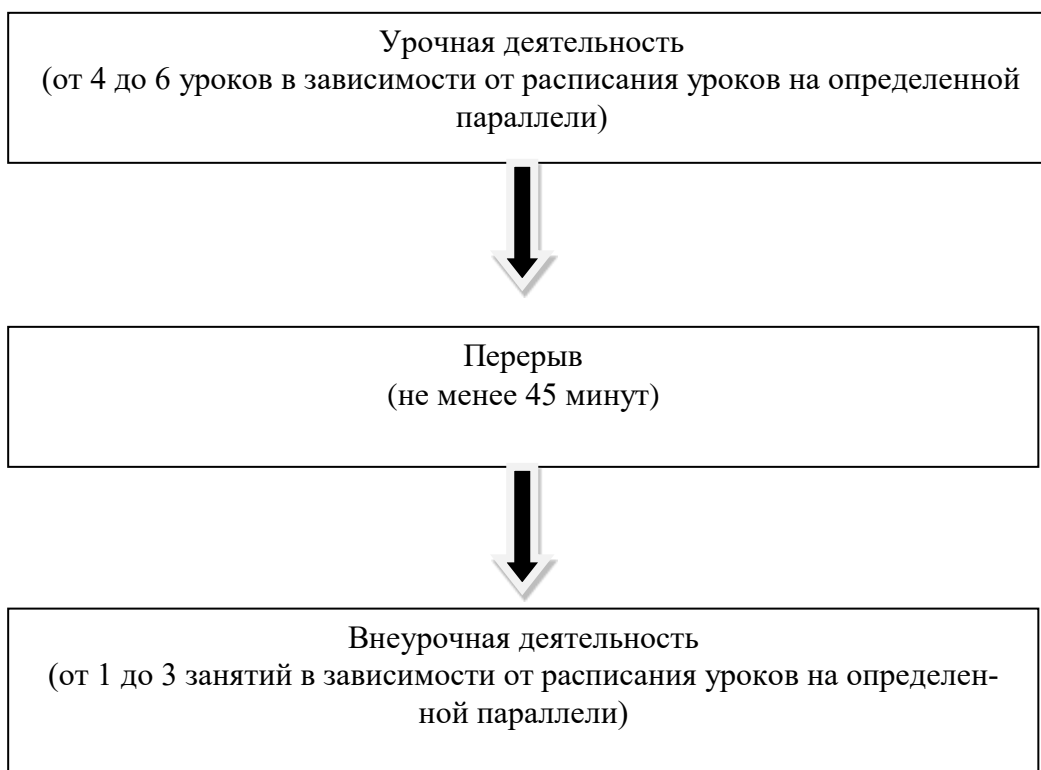 Урочная деятельность
(от 4 до 6 уроков в зависимости от расписания уроков на определенной
параллели)
Перерыв
(не менее 45 минут)
Внеурочная деятельность
(от 1 до 3 занятий в зависимости от расписания уроков на определен-
ной параллели)